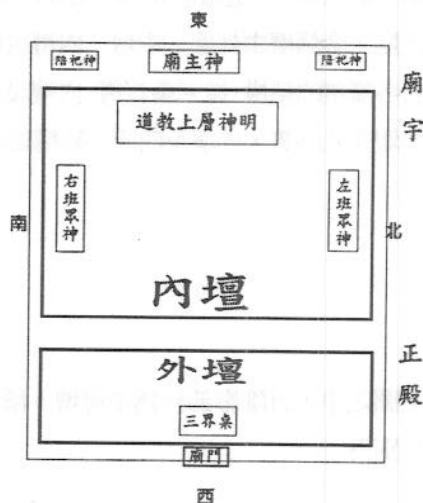 東
陪祀神
廟主神
陪祀神
道教上層神明
右班眾神
左班眾神
南
北
廟宇
內壇
正殿
外壇
三界桌
廟門
西